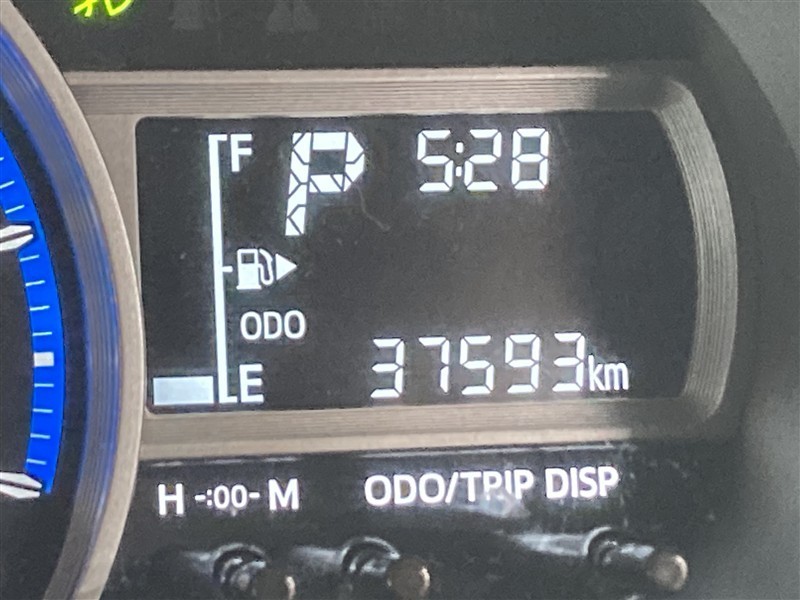 F P 5:28
ODO
E 37593km
H -:00- M ODO/TRIP DISP